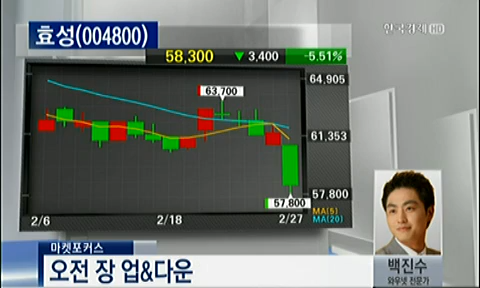 효성(004800)
한국경제 HD
58,300 ▼ 3,400 -5.51%
64,905
63,700
61,353
57,800
57,800
2/6 2/18 2/27
MA(5)
MA(20)
마켓포커스
오전 장 업&다운
백진수
와우넷 전문가